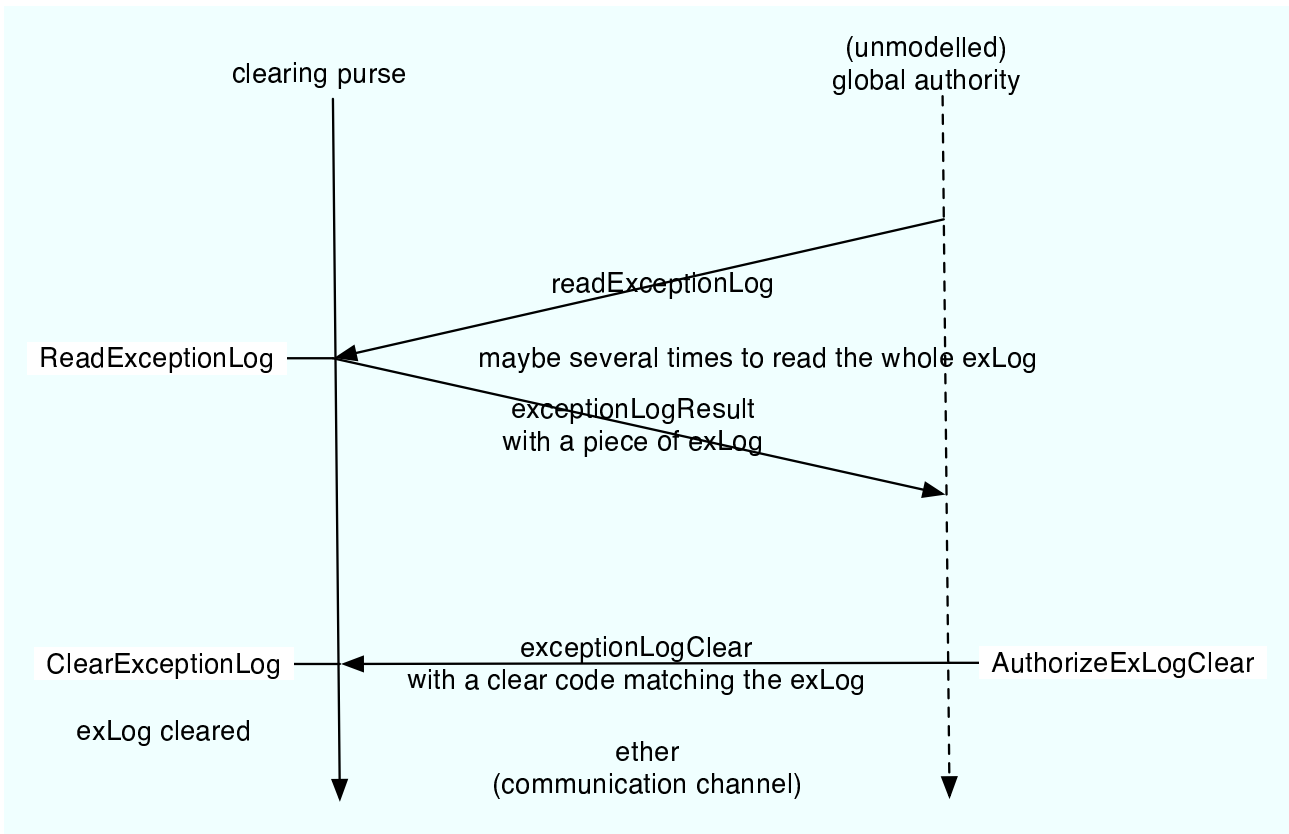 (unmodelled)
clearing purse
global authority
readExceptionLog
ReadExceptionLog
maybe several times to read the whole exLog
exceptionLogResult
with a piece of exLog
exceptionLogClear
ClearExceptionLog
AuthorizeExLogClear
with a clear code matching the exLog
exLog cleared
ether
(communication channel)